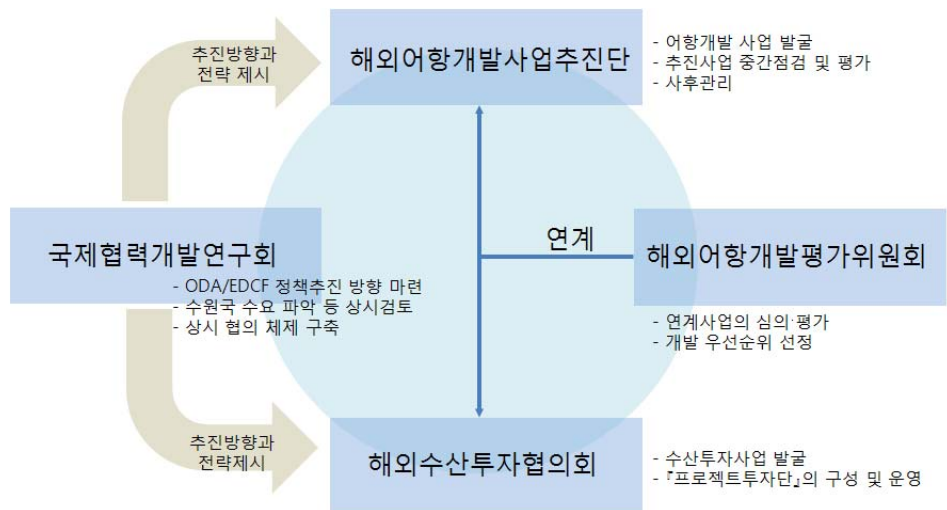 추진방향과
전략 제시
해외어항개발사업추진단
- 어항개발 사업 발굴
- 추진사업 중간점검 및 평가
- 사후관리
국제협력개발연구회
- ODA/EDCF 정책추진 방향 마련
- 수원국 수요 파악 등 상시검토
- 상시 협의 체제 구축
연계
해외어항개발평가위원회
- 연계사업의 심의·평가
- 개발 우선순위 선정
추진방향과
전략제시
해외수산투자협의회
- 수산투자사업 발굴
- 『프로젝트투자단』의 구성 및 운영